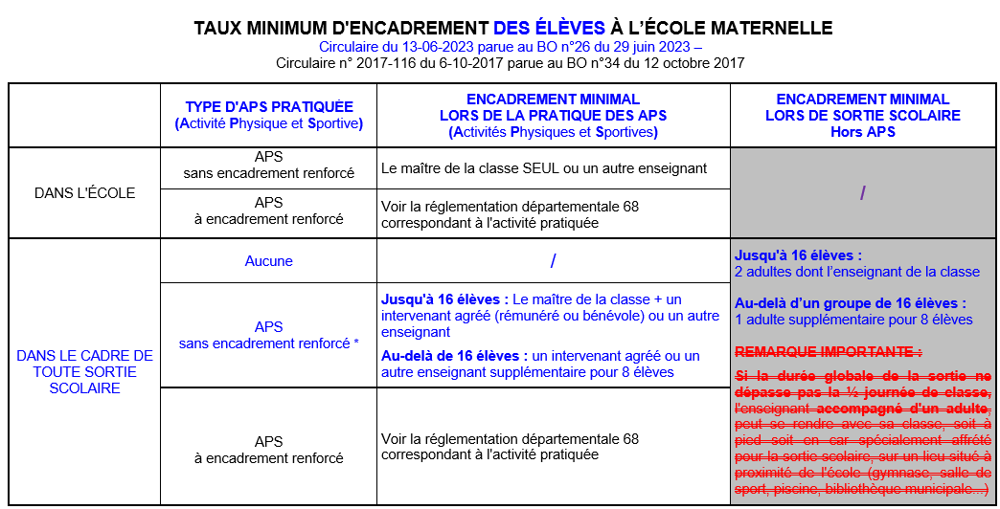 TAUX MINIMUM D'ENCADREMENT DES ÉLÈVES À L'ÉCOLE MATERNELLE
Circulaire du 13-06-2023 parue au BO n°26 du 29 juin 2023 –
Circulaire n° 2017-116 du 6-10-2017 parue au BO n°34 du 12 octobre 2017
TYPE D'APS PRATIQUÉE
(Activité Physique et Sportive)
ENCADREMENT MINIMAL
LORS DE LA PRATIQUE DES APS
(Activités Physiques et Sportives)
ENCADREMENT MINIMAL
LORS DE SORTIE SCOLAIRE
Hors APS
DANS L'ÉCOLE
APS
sans encadrement renforcé
Le maître de la classe SEUL ou un autre enseignant
/
APS
à encadrement renforcé
Voir la réglementation départementale 68
correspondant à l'activité pratiquée
DANS LE CADRE DE
TOUTE SORTIE
SCOLAIRE
Aucune
/
APS
sans encadrement renforcé *
Jusqu'à 16 élèves : Le maître de la classe + un
intervenant agréé (rémunéré ou bénévole) ou un autre
enseignant
Au-delà de 16 élèves : un intervenant agréé ou un
autre enseignant supplémentaire pour 8 élèves
APS
à encadrement renforcé
Voir la réglementation départementale 68
correspondant à l'activité pratiquée
Jusqu'à 16 élèves :
2 adultes dont l'enseignant de la classe
Au-delà d'un groupe de 16 élèves :
1 adulte supplémentaire pour 8 élèves
REMARQUE IMPORTANTE :
Si la durée globale de la sortie ne
dépasse pas la ½ journée de classe,
l'enseignant accompagné d'un adulte,
peut se rendre avec sa classe, soit à
pied soit en car spécialement affrété
pour la sortie scolaire, sur un lieu situé à
proximité de l'école (gymnase, salle de
sport, piscine, bibliothèque municipale...)